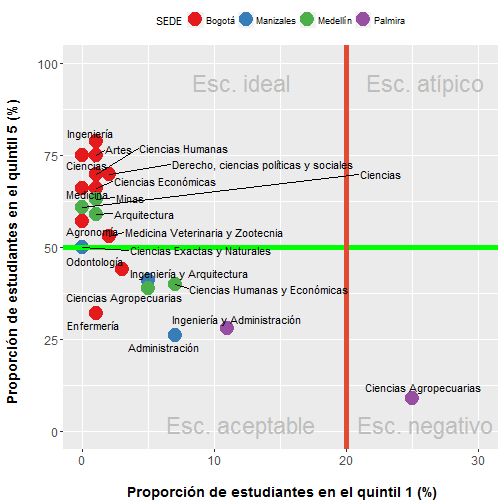 SEDE Bogotá Manizales Medellín Palmira
Proporción de estudiantes en el quintil 5 (%)
100
75
50
25
0
Esc. ideal
Esc. atípico
Ingeniería
Artes
Ciencias Humanas
Ciencias
Derecho, ciencias políticas y sociales
Ciencias
Ciencias Económicas
Medicina
Minas
Arquitectura
Agronomía
Medicina Veterinaria y Zootecnia
Ciencias Exactas y Naturales
Odontología
Ingeniería y Arquitectura
Ciencias Humanas y Económicas
Ciencias Agropecuarias
Ingeniería y Administración
Enfermería
Administración
Ciencias Agropecuarias
Esc. aceptable
Esc. negativo
0
10
20
30
Proporción de estudiantes en el quintil 1 (%)